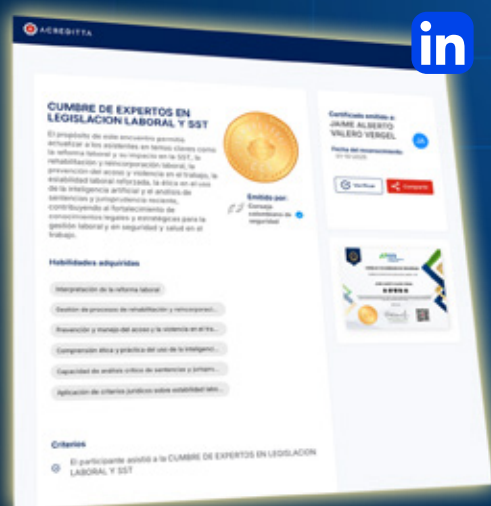 ACREDITTA
in
CUMBRE DE EXPERTOS EN
LEGISLACION LABORAL Y SST
El propósito de este encuentro permitió
actualizar a los asistentes en temas claves como
la reforma laboral y su impacto en la SST, la
rehabilitación y reincorporación laboral, la
prevención del acoso y violencia en el trabajo, la
estabilidad laboral reforzada, la ética en el uso
de la inteligencia artificial y el análisis de
sentencias y jurisprudencia reciente,
contribuyendo al fortalecimiento de
conocimientos legales y estratégicos para la
gestión laboral y en seguridad y salud en el
trabajo.
Emitido por:
Consejo
colombiano de
seguridad
Certificado emitido a:
JAIME ALBERTO
VALERO VERGEL
Fecha del reconocimiento
Verificar
Compartir
Habilidades adquiridas
Interpretación de la reforma laboral
Gestión de procesos de rehabilitación y reincorporaci...
Prevención y manejo del acoso y la violencia en el tra...
Comprensión ética y práctica del uso de la inteligenci...
Capacidad de análisis crítico de sentencias y jurispru...
Aplicación de criterios jurídicos sobre estabilidad labo...
Criterios
El participante asistió a la CUMBRE DE EXPERTOS EN LEGISLACION
LABORAL Y SST